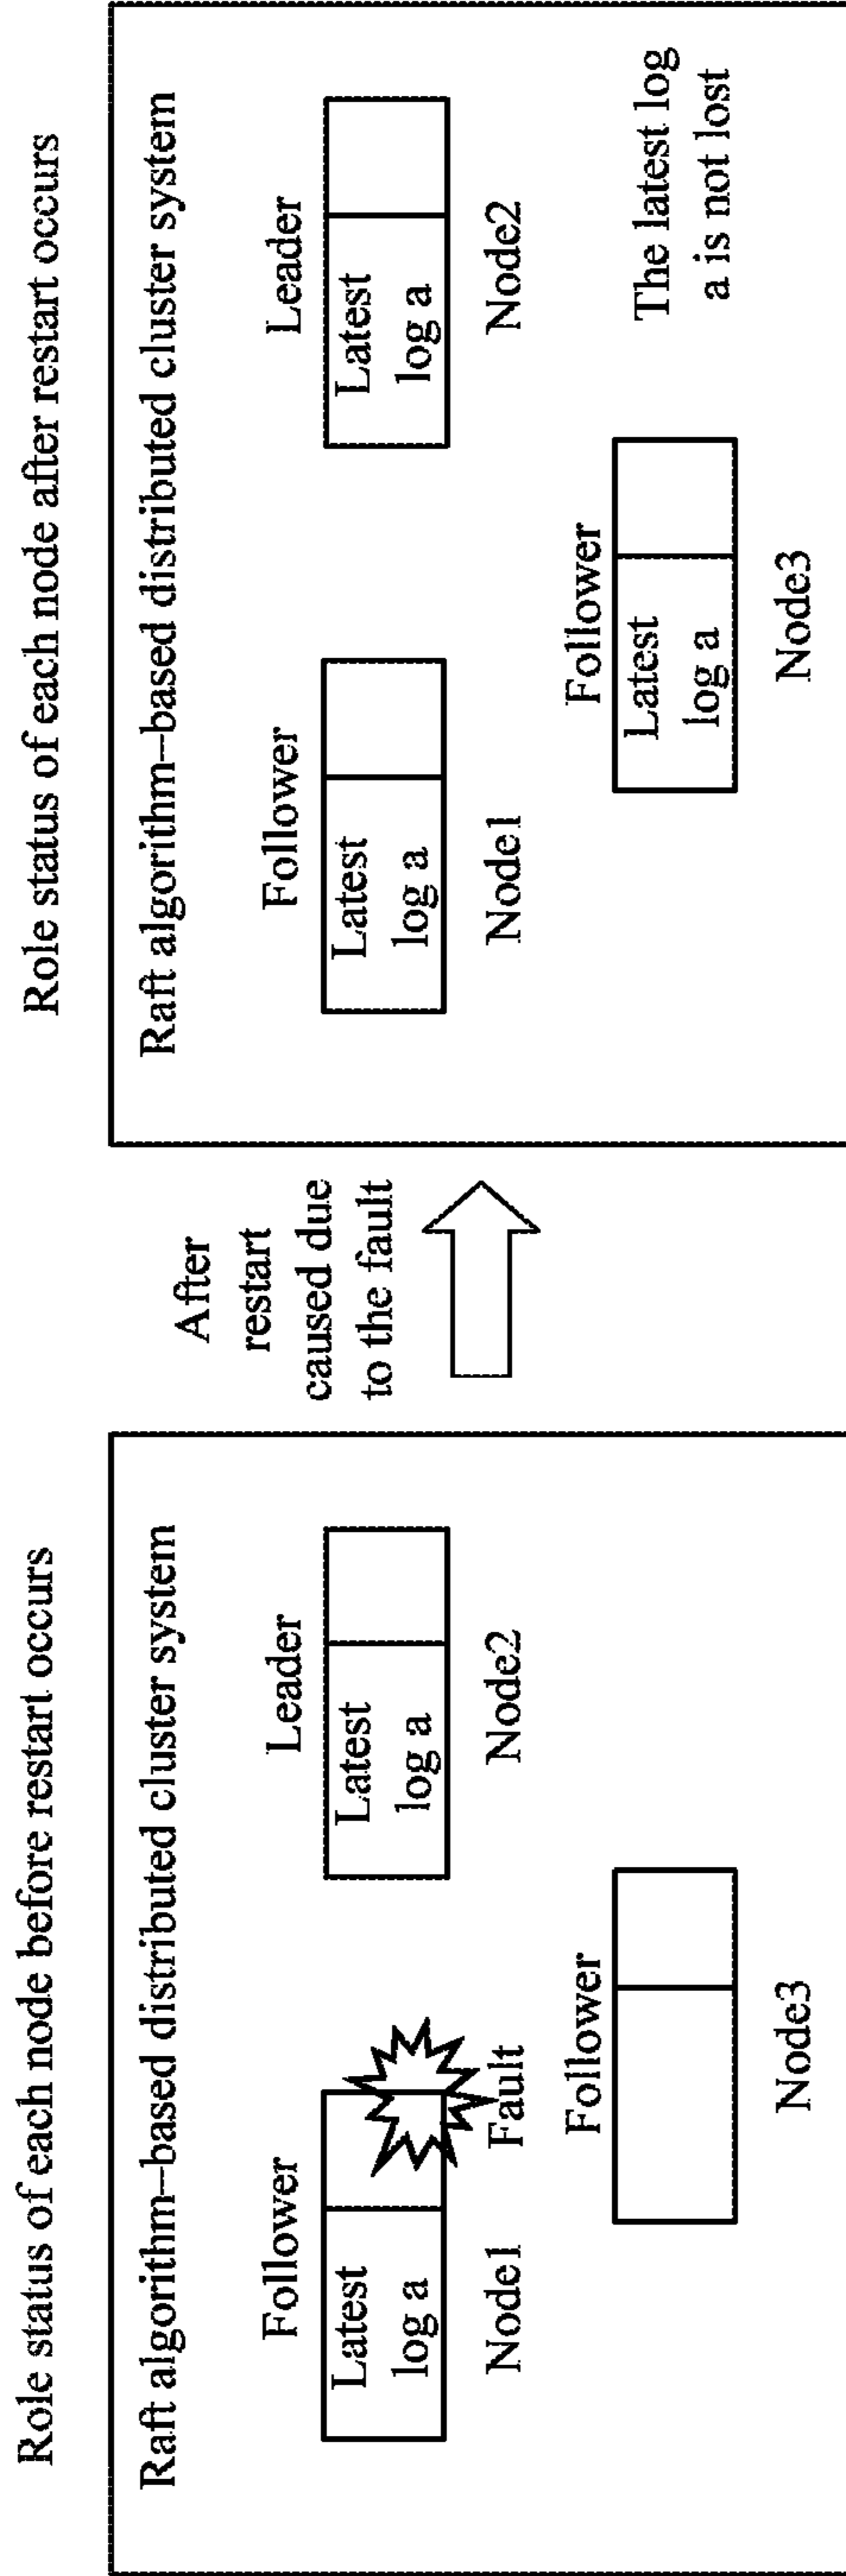 Role status of each node before restart occurs
Raft algorithm–based distributed cluster system
Follower
Latest
log a
Node1
Fault
Leader
Latest
log a
Node2
Follower
Node3
After
restart
caused due
to the fault
Role status of each node after restart occurs
Raft algorithm–based distributed cluster system
Follower
Latest
log a
Node1
Leader
Latest
log a
Node2
Follower
Latest
log a
Node3
The latest log
a is not lost